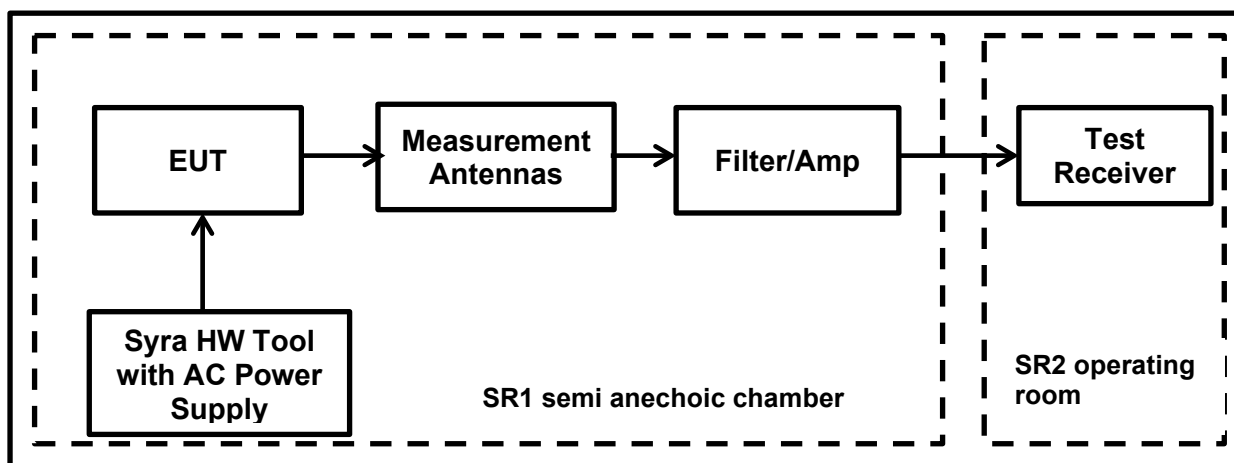 EUT
Measurement
Antennas
Filter/Amp
Test
Receiver
Syra HW Tool
with AC Power
Supply
SR1 semi anechoic chamber
SR2 operating
room